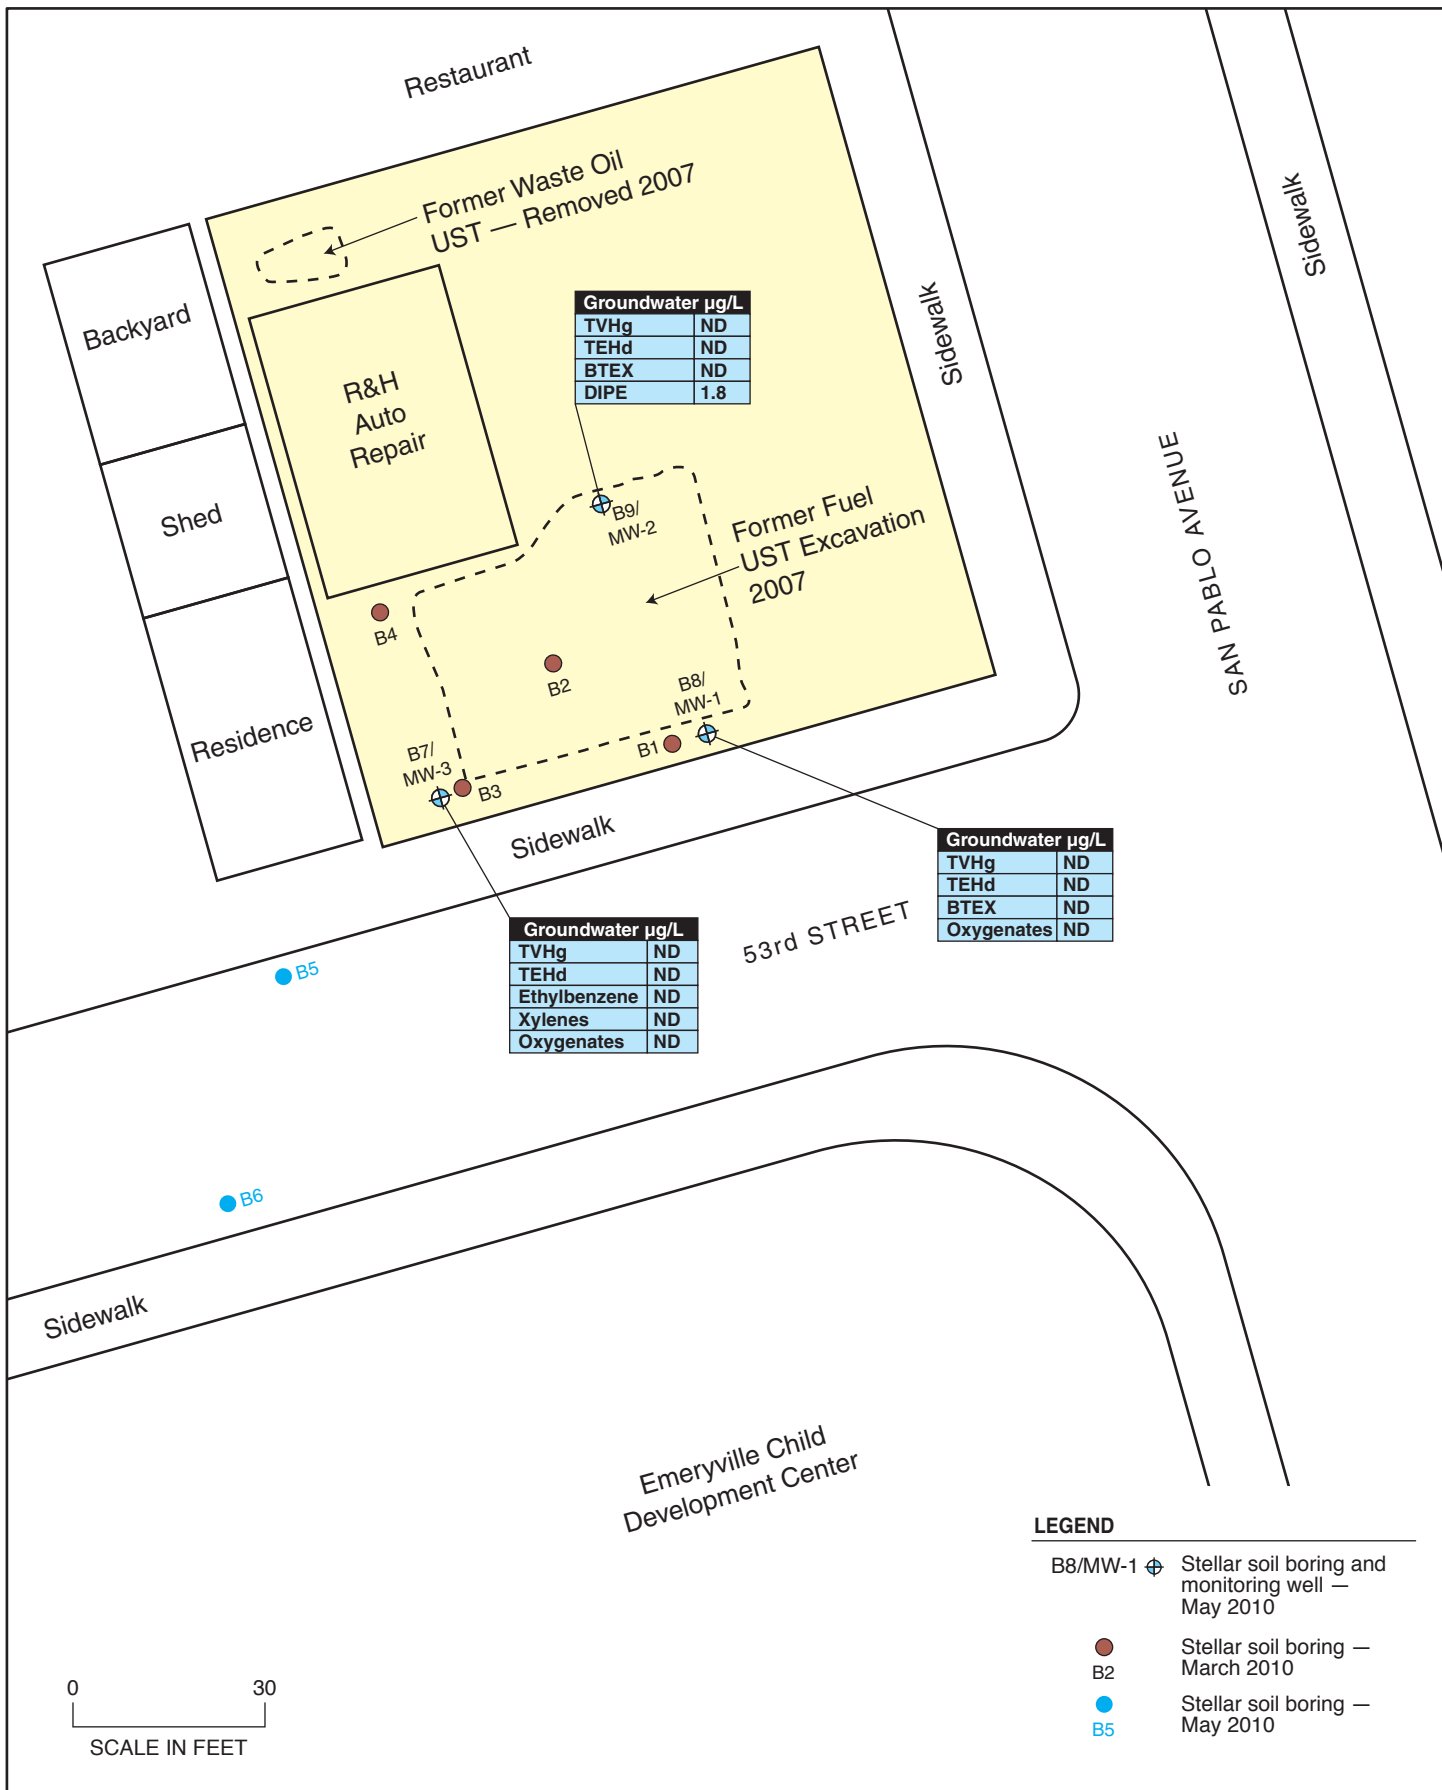 Restaurant
Former Waste Oil
UST — Removed 2007
Sidewalk
Sidewalk
Backyard
Groundwater µg/L
TVHg ND
TEHd ND
BTEX ND
DIPE 1.8
R&H
Auto
Repair
SAN PABLO AVENUE
Shed
B9/
MW-2
Former Fuel
UST Excavation
2007
B4
B2
B8/
MW-1
Residence
B7/
MW-3
B1
B3
Sidewalk
Groundwater µg/L
TVHg ND
TEHd ND
BTEX ND
Oxygenates ND
53rd STREET
Groundwater µg/L
TVHg ND
TEHd ND
Ethylbenzene ND
Xylenes ND
Oxygenates ND
B5
B6
Sidewalk
Emeryville Child
Development Center
LEGEND
B8/MW-1 Stellar soil boring and
monitoring well —
May 2010
Stellar soil boring —
B2 March 2010
Stellar soil boring —
B5 May 2010
0 30
SCALE IN FEET